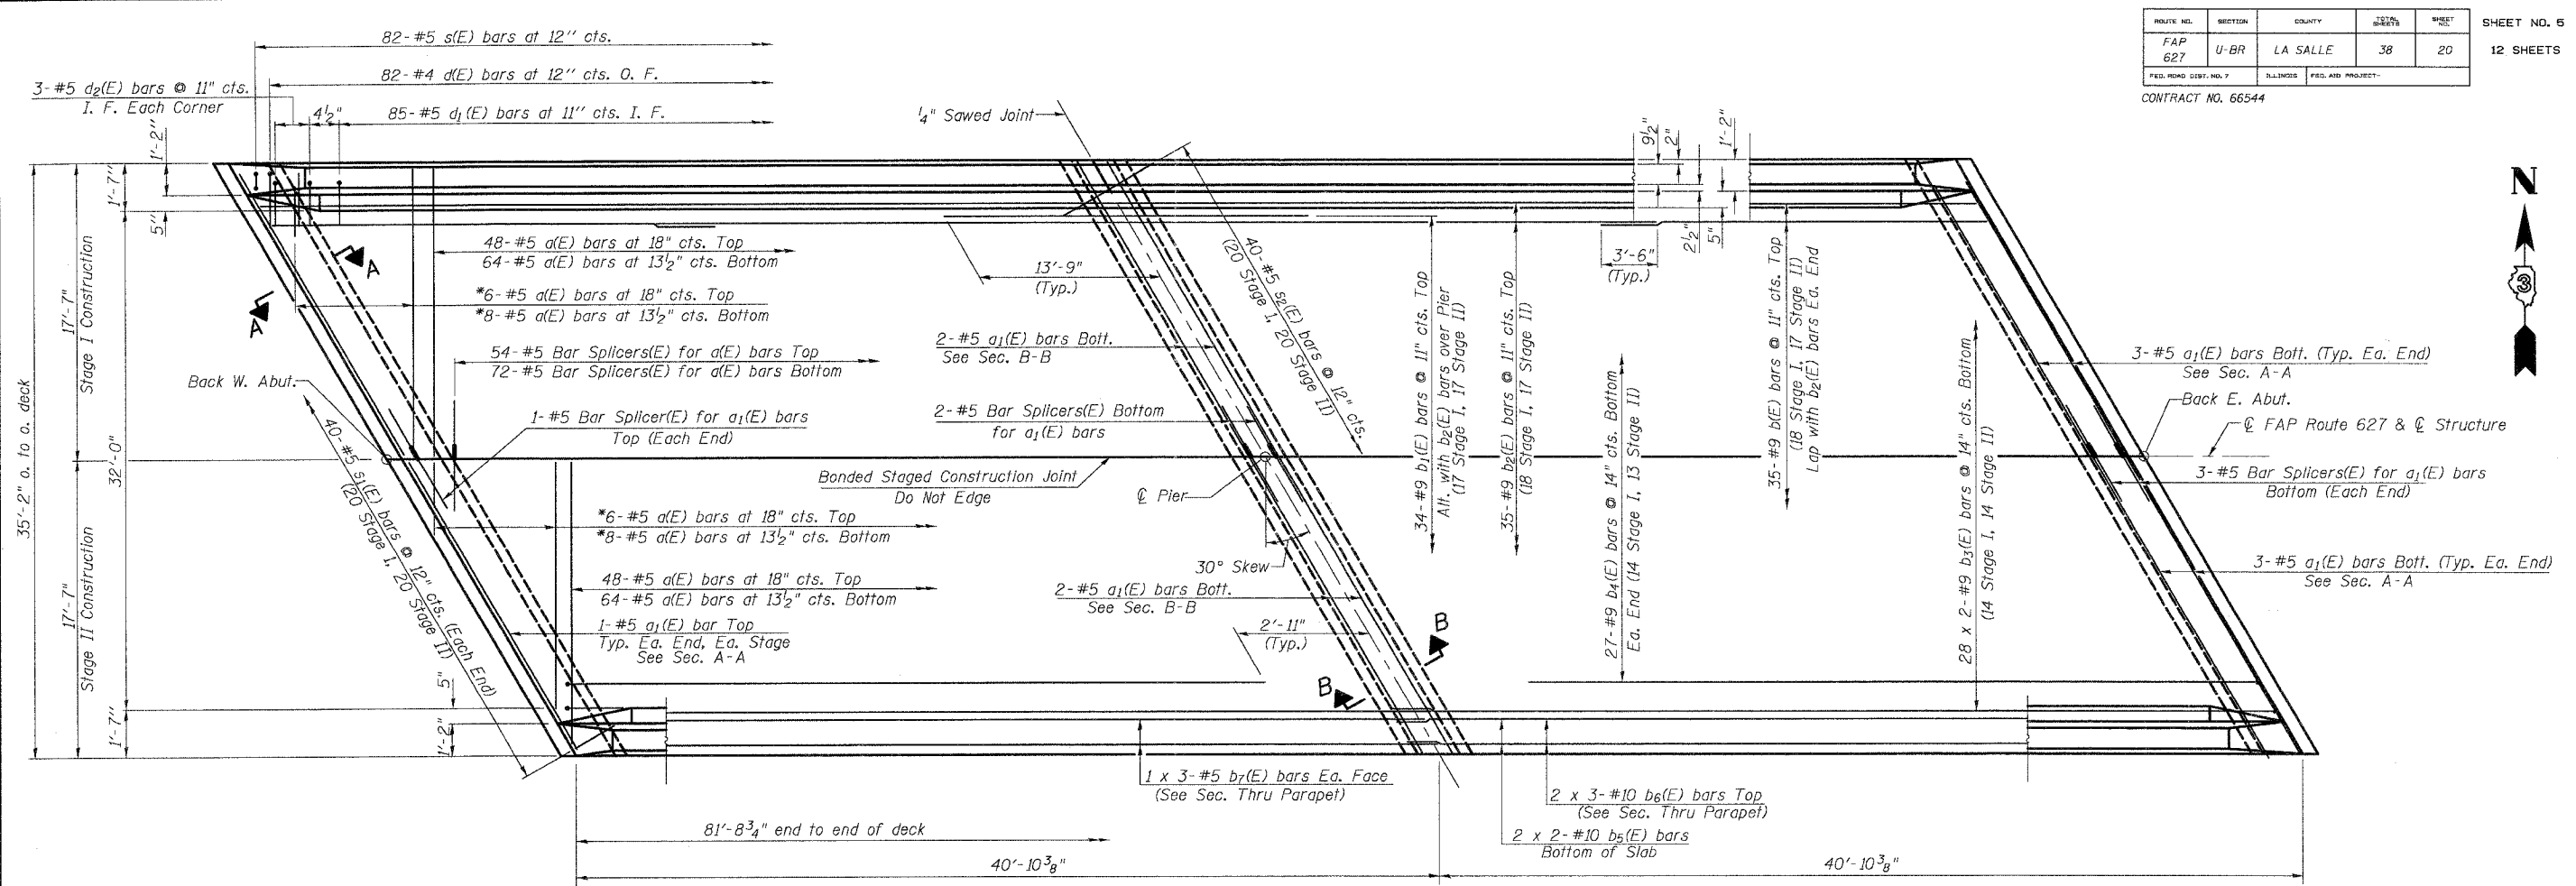 ROUTE NO.
SECTION
COUNTY
TOTAL SHEETS
SHEET NO.
SHEET NO. 5
FAP 627
U-BR
LA SALLE
38
20
12 SHEETS
FED. ROAD DIST. NO. 7
ILLINOIS
FED. AID PROJECT-
CONTRACT NO. 66544
82-#5 s(E) bars at 12" cts.
82-#4 d(E) bars at 12" cts. O. F.
3-#5 d2(E) bars @ 11" cts.
I. F. Each Corner
4½"
85-#5 d1(E) bars at 11" cts. I. F.
¼" Sawed Joint
1'-2"
1'-7"
5"
9½"
2"
1'-2"
2½"
5"
N
3
35'-2" o. to o. deck
17'-7"
Stage I Construction
17'-7"
Stage II Construction
32'-0"
1'-7"
A
A
48-#5 a(E) bars at 18" cts. Top
64-#5 a(E) bars at 13½" cts. Bottom
*6-#5 a(E) bars at 18" cts. Top
*8-#5 a(E) bars at 13½" cts. Bottom
54-#5 Bar Splicers(E) for a(E) bars Top
72-#5 Bar Splicers(E) for a(E) bars Bottom
Back W. Abut.
1-#5 Bar Splicer(E) for a1(E) bars
Top (Each End)
13'-9"
(Typ.)
2-#5 a1(E) bars Bott.
See Sec. B-B
2-#5 Bar Splicers(E) Bottom
for a1(E) bars
40-#5 s2(E) bars @ 12" cts.
(20 Stage I, 20 Stage II)
Bonded Staged Construction Joint
Do Not Edge
℄ Pier
30° Skew
40-#5 s1(E) bars @ 12" cts. (Each End)
(20 Stage I, 20 Stage II)
*6-#5 a(E) bars at 18" cts. Top
*8-#5 a(E) bars at 13½" cts. Bottom
48-#5 a(E) bars at 18" cts. Top
64-#5 a(E) bars at 13½" cts. Bottom
1-#5 a1(E) bar Top
Typ. Ea. End, Ea. Stage
See Sec. A-A
2-#5 a1(E) bars Bott.
See Sec. B-B
2'-11"
(Typ.)
B
B
5"
1'-2"
34-#9 b1(E) bars @ 11" cts. Top
Alt. with b2(E) bars over Pier
(17 Stage I, 17 Stage II)
35-#9 b2(E) bars @ 11" cts. Top
(18 Stage I, 17 Stage II)
3'-6"
(Typ.)
27-#9 b4(E) bars @ 14" cts. Bottom
Ea. End (14 Stage I, 13 Stage II)
35-#9 b(E) bars @ 11" cts. Top
(18 Stage I, 17 Stage II)
Lap with b2(E) bars Ea. End
28 x 2-#9 b3(E) bars @ 14" cts. Bottom
(14 Stage I, 14 Stage II)
3-#5 a1(E) bars Bott. (Typ. Ea. End)
See Sec. A-A
Back E. Abut.
℄ FAP Route 627 & ℄ Structure
3-#5 Bar Splicers(E) for a1(E) bars
Bottom (Each End)
3-#5 a1(E) bars Bott. (Typ. Ea. End)
See Sec. A-A
1 x 3-#5 b7(E) bars Ea. Face
(See Sec. Thru Parapet)
2 x 3-#10 b6(E) bars Top
(See Sec. Thru Parapet)
2 x 2-#10 b5(E) bars
Bottom of Slab
81'-8¾" end to end of deck
40'-10⅜"
40'-10⅜"